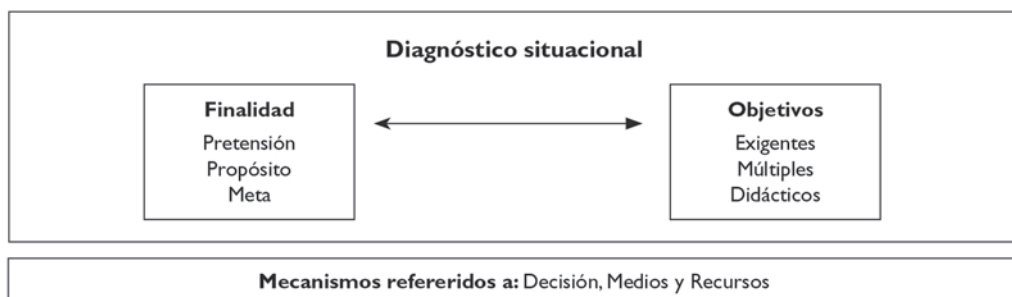 Diagnóstico situacional
Finalidad
Pretensión
Propósito
Meta
Objetivos
Exigentes
Múltiples
Didácticos
Mecanismos refereridos a: Decisión, Medios y Recursos